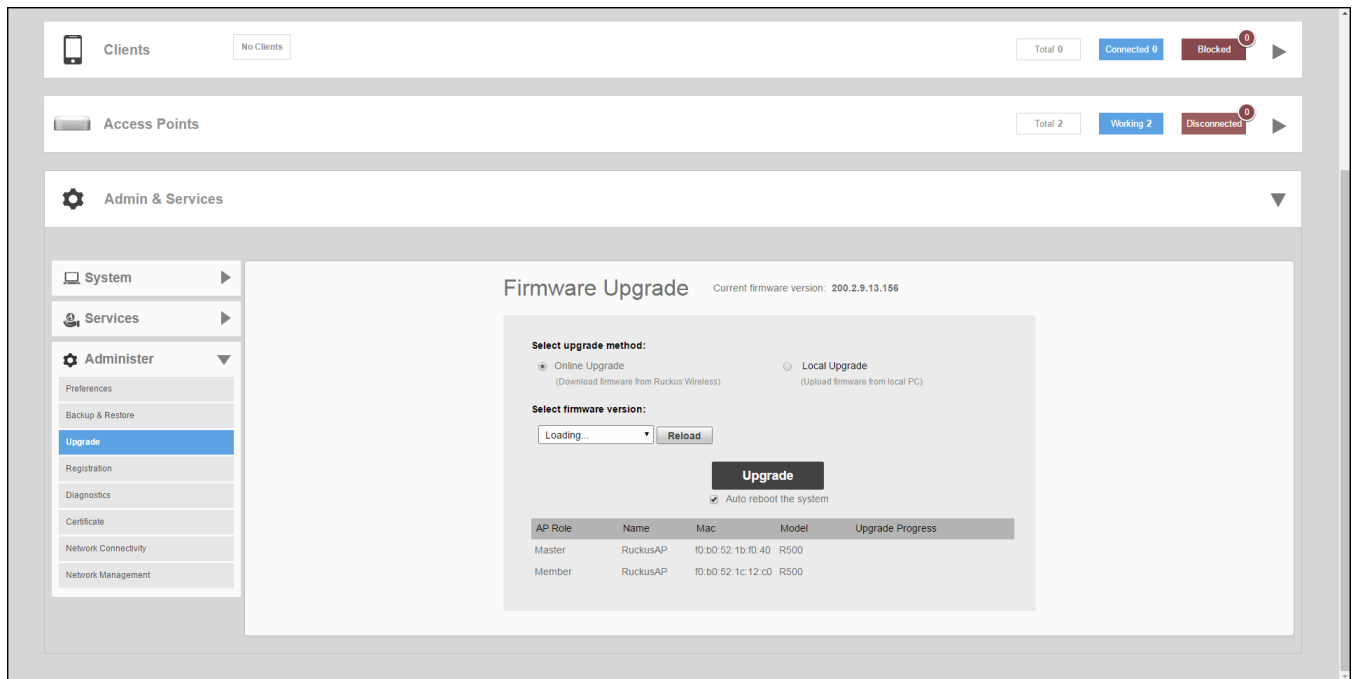 Clients
No Clients
Total 0
Connected 0
Blocked
0
Access Points
Total 2
Working 2
Disconnected
0
Admin & Services
System
Services
Administer
Preferences
Backup & Restore
Upgrade
Registration
Diagnostics
Certificate
Network Connectivity
Network Management
Firmware Upgrade
Current firmware version: 200.2.9.13.156
Select upgrade method:
Online Upgrade
(Download firmware from Ruckus Wireless)
Local Upgrade
(Upload firmware from local PC)
Select firmware version:
Loading...
Reload
Upgrade
Auto reboot the system
AP Role Name Mac Model Upgrade Progress
Master RuckusAP f0:b0:52:1b:f0:40 R500
Member RuckusAP f0:b0:52:1c:12:c0 R500